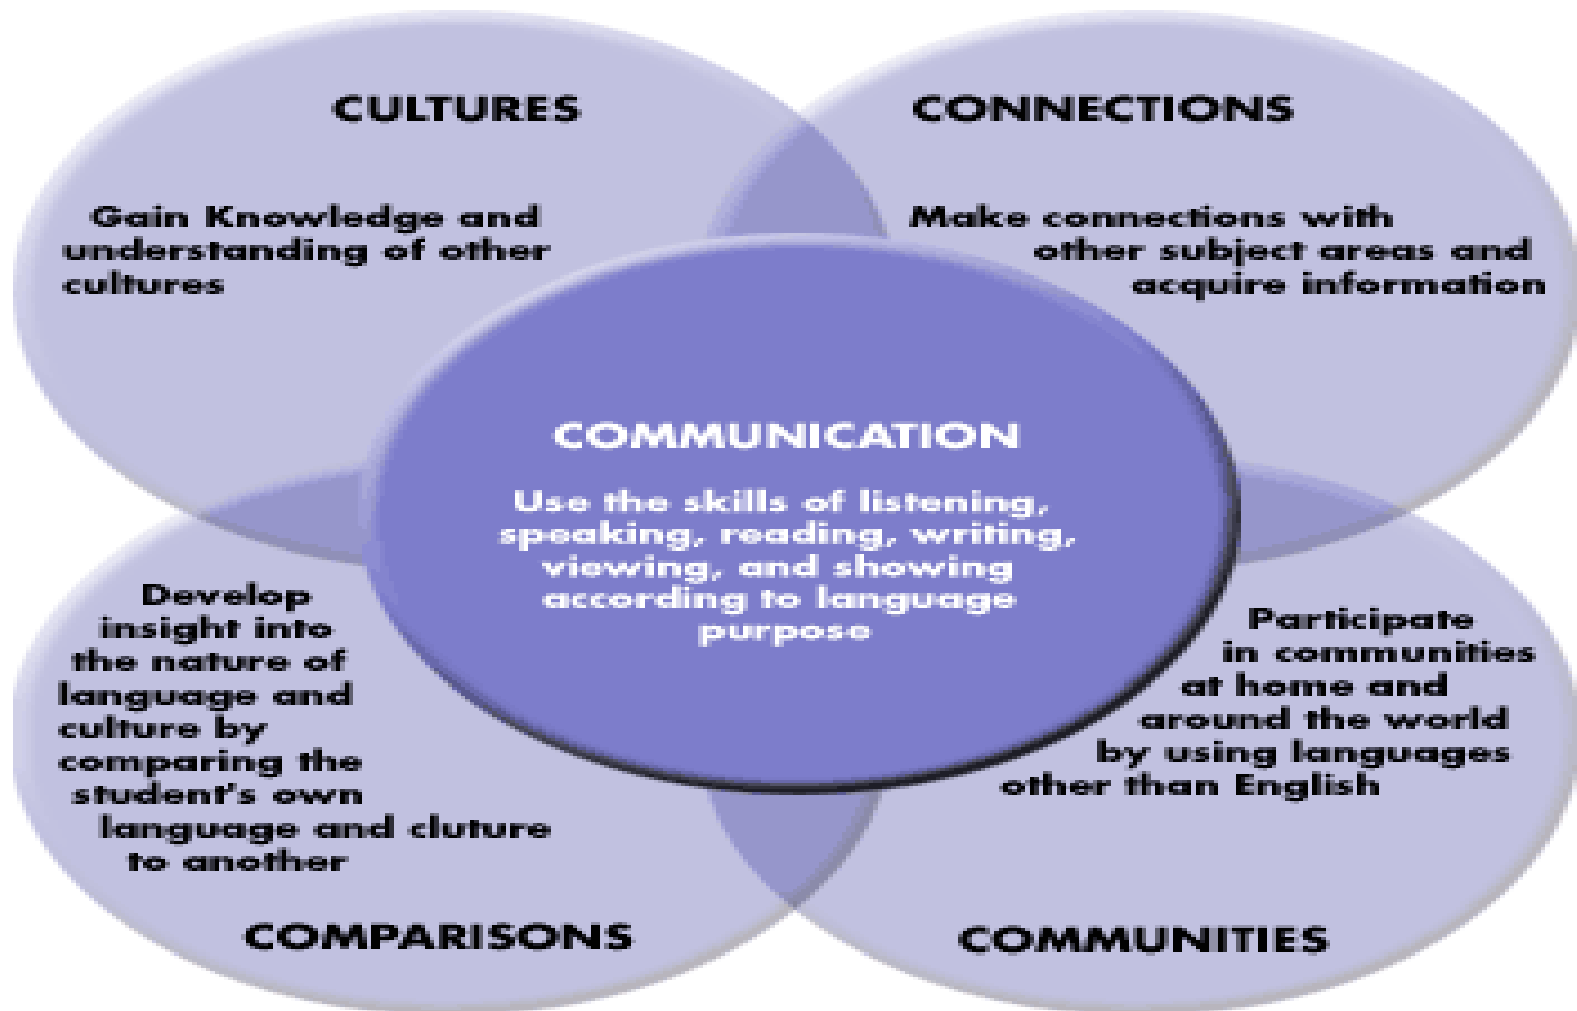 CULTURES
Gain Knowledge and
understanding of other
cultures
CONNECTIONS
Make connections with
other subject areas and
acquire information
COMMUNICATION
Use the skills of listening,
speaking, reading, writing,
viewing, and showing
according to language
purpose
Develop
insight into
the nature of
language and
culture by
comparing the
student's own
language and cluture
to another
COMPARISONS
Participate
in communities
at home and
around the world
by using languages
other than English
COMMUNITIES